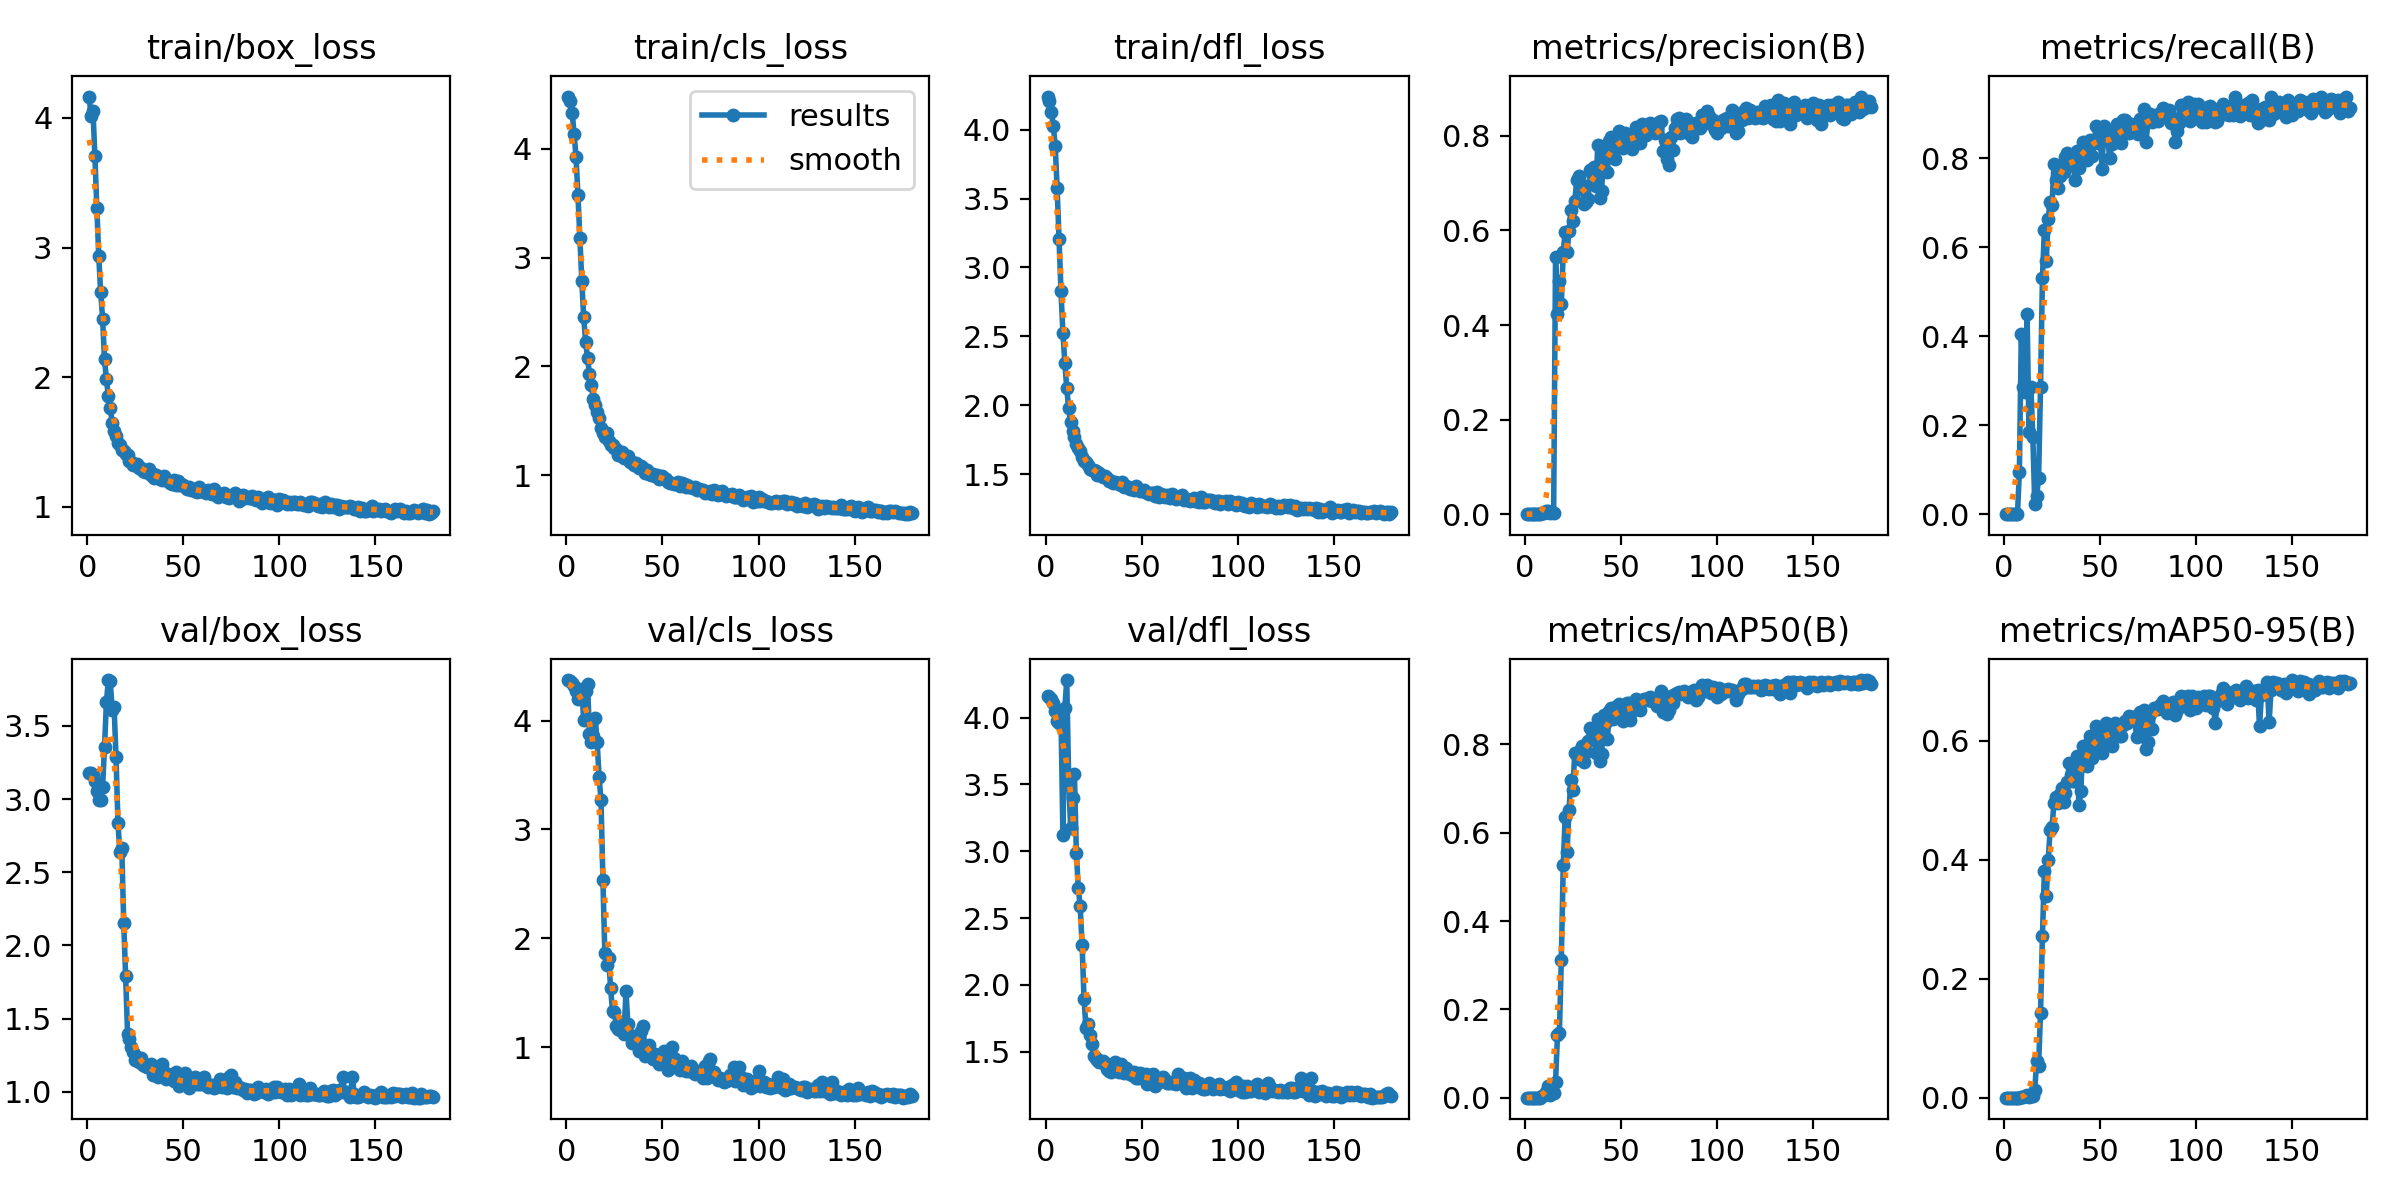 train/box_loss
4
3
2
1
0 50 100 150
train/cls_loss
results
smooth
4
3
2
1
0 50 100 150
train/dfl_loss
4.0
3.5
3.0
2.5
2.0
1.5
0 50 100 150
metrics/precision(B)
0.8
0.6
0.4
0.2
0.0
0 50 100 150
metrics/recall(B)
0.8
0.6
0.4
0.2
0.0
0 50 100 150
val/box_loss
3.5
3.0
2.5
2.0
1.5
1.0
0 50 100 150
val/cls_loss
4
3
2
1
0 50 100 150
val/dfl_loss
4.0
3.5
3.0
2.5
2.0
1.5
0 50 100 150
metrics/mAP50(B)
0.8
0.6
0.4
0.2
0.0
0 50 100 150
metrics/mAP50-95(B)
0.6
0.4
0.2
0.0
0 50 100 150